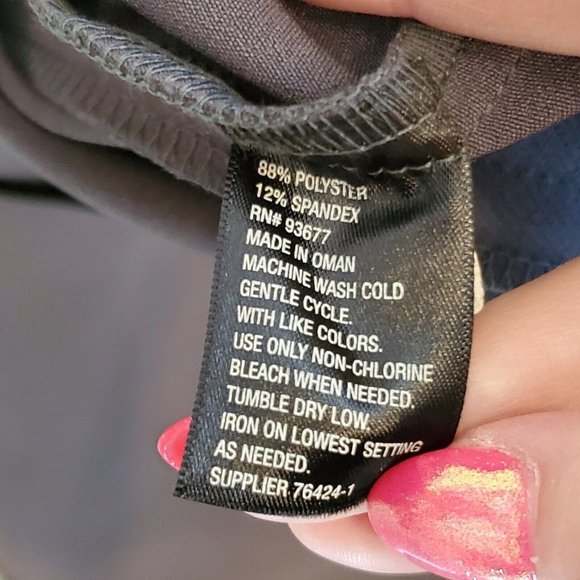 88% POLYSTER
12% SPANDEX
RN# 93677
MADE IN OMAN
MACHINE WASH COLD
GENTLE CYCLE.
WITH LIKE COLORS.
USE ONLY NON-CHLORINE
BLEACH WHEN NEEDED.
TUMBLE DRY LOW.
IRON ON LOWEST SETTING
AS NEEDED.
SUPPLIER 76424-1